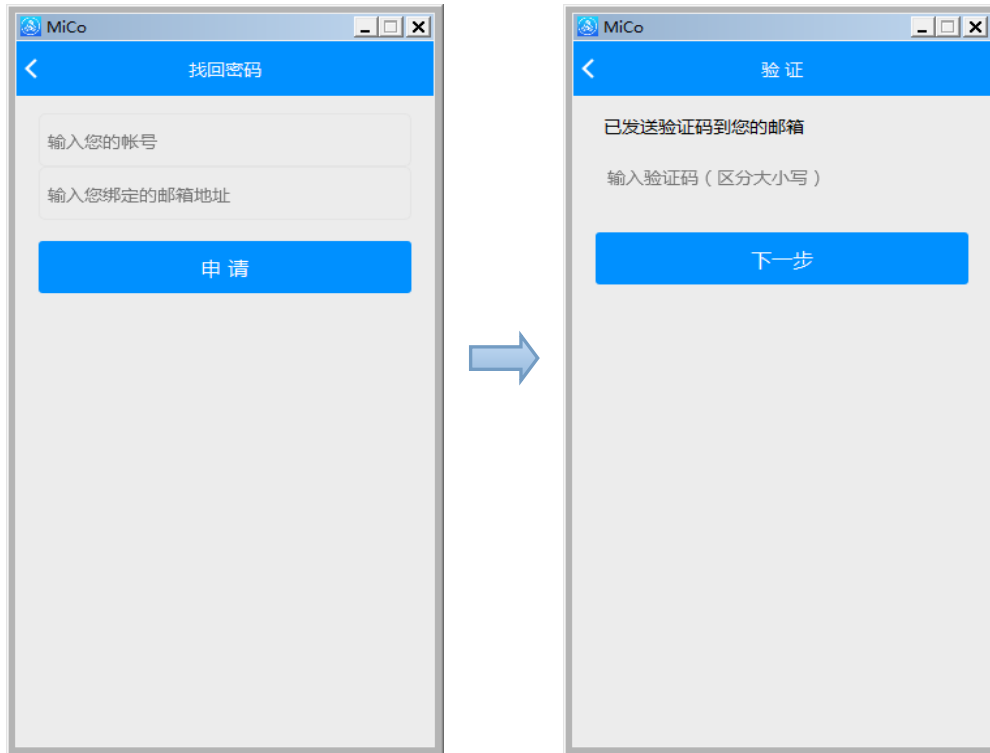 MiCo
找回密码
输入您的帐号
输入您绑定的邮箱地址
申 请
MiCo
验 证
已发送验证码到您的邮箱
输入验证码（区分大小写）
下一步